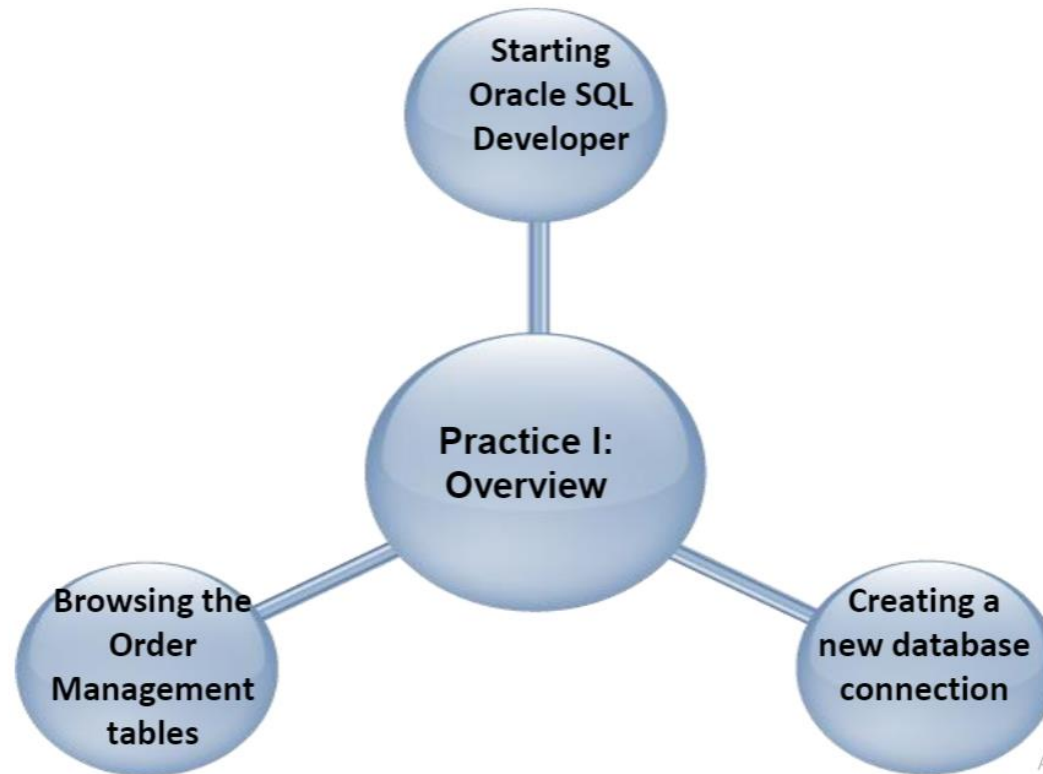 Starting
Oracle SQL
Developer
Practice I:
Overview
Browsing the
Order
Management
tables
Creating a
new database
connection